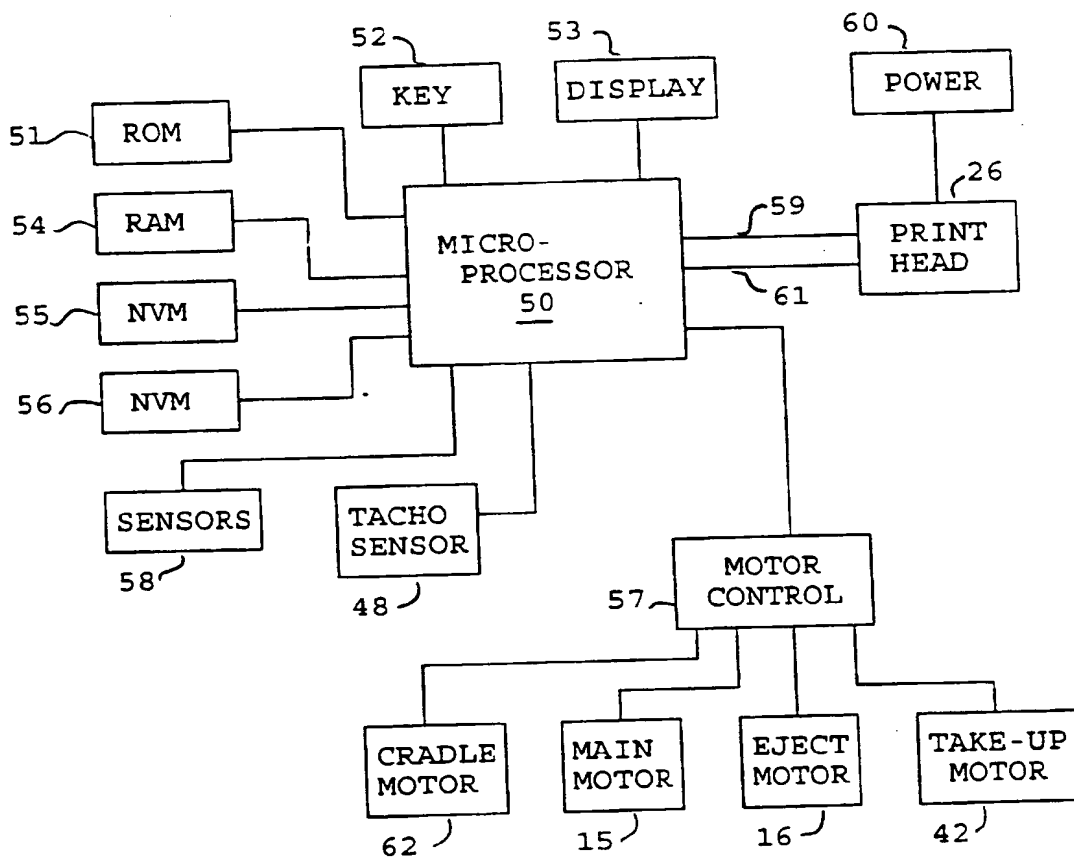 52
53
60
KEY
DISPLAY
POWER
51
ROM
26
54
RAM
59
PRINT
HEAD
MICRO-
PROCESSOR
50
61
55
NVM
56
NVM
SENSORS
58
TACHO
SENSOR
48
MOTOR
CONTROL
57
CRADLE
MOTOR
62
MAIN
MOTOR
15
EJECT
MOTOR
16
TAKE-UP
MOTOR
42